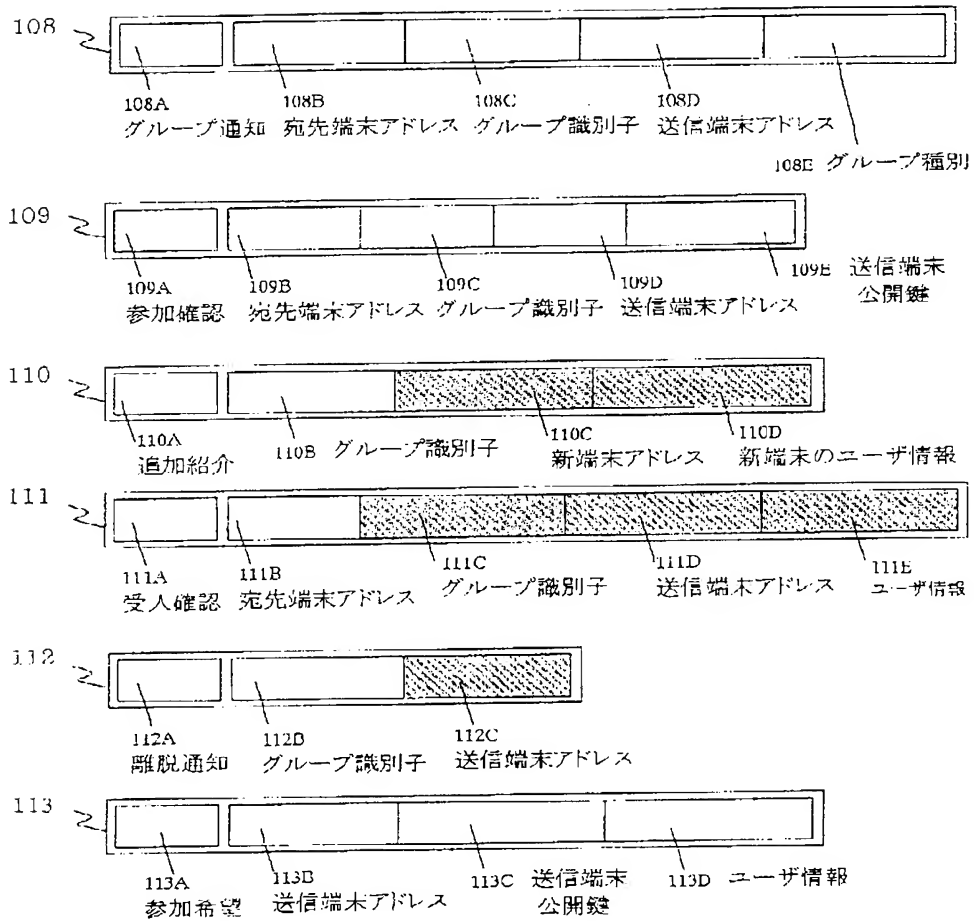 108
108A 108B 108C 108D
グループ通知 宛先端末アドレス グループ識別子 送信端末アドレス
108E グループ種別
109
109A 109B 109C 109D 109E 送信端末
参加確認 宛先端末アドレス グループ識別子 送信端末アドレス 公開鍵
110
110A 110B グループ識別子 110C 110D
追加紹介 新端末アドレス 新端末のユーザ情報
111
111A 111B 111C 111D 111E
受入確認 宛先端末アドレス グループ識別子 送信端末アドレス ユーザ情報
112
112A 112B 112C
離脱通知 グループ識別子 送信端末アドレス
113
113A 113B 113C 送信端末 113D ユーザ情報
参加希望 送信端末アドレス 公開鍵